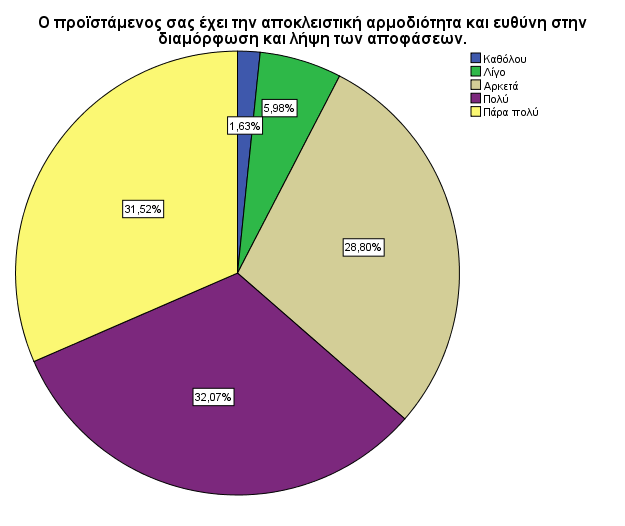 Ο προϊστάμενος σας έχει την αποκλειστική αρμοδιότητα και ευθύνη στην
διαμόρφωση και λήψη των αποφάσεων.
Καθόλου
Λίγο
Αρκετά
Πολύ
Πάρα πολύ
1,63%
5,98%
28,80%
32,07%
31,52%